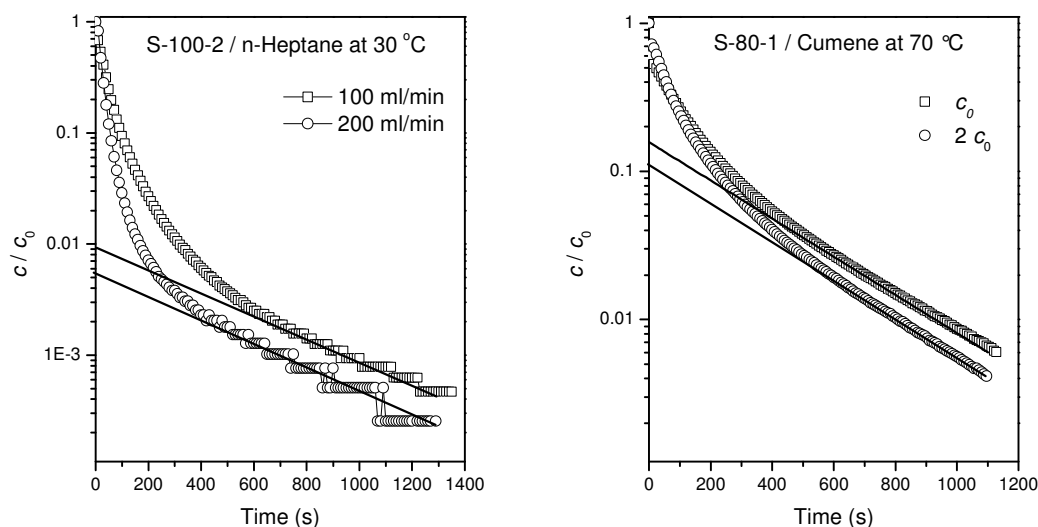 S-100-2 / n-Heptane at 30 °C
100 ml/min
200 ml/min
1
0.1
0.01
1E-3
c / c0
0 200 400 600 800 1000 1200 1400
Time (s)
S-80-1 / Cumene at 70 °C
c0
2 c0
1
0.1
0.01
c / c0
0 200 400 600 800 1000 1200
Time (s)